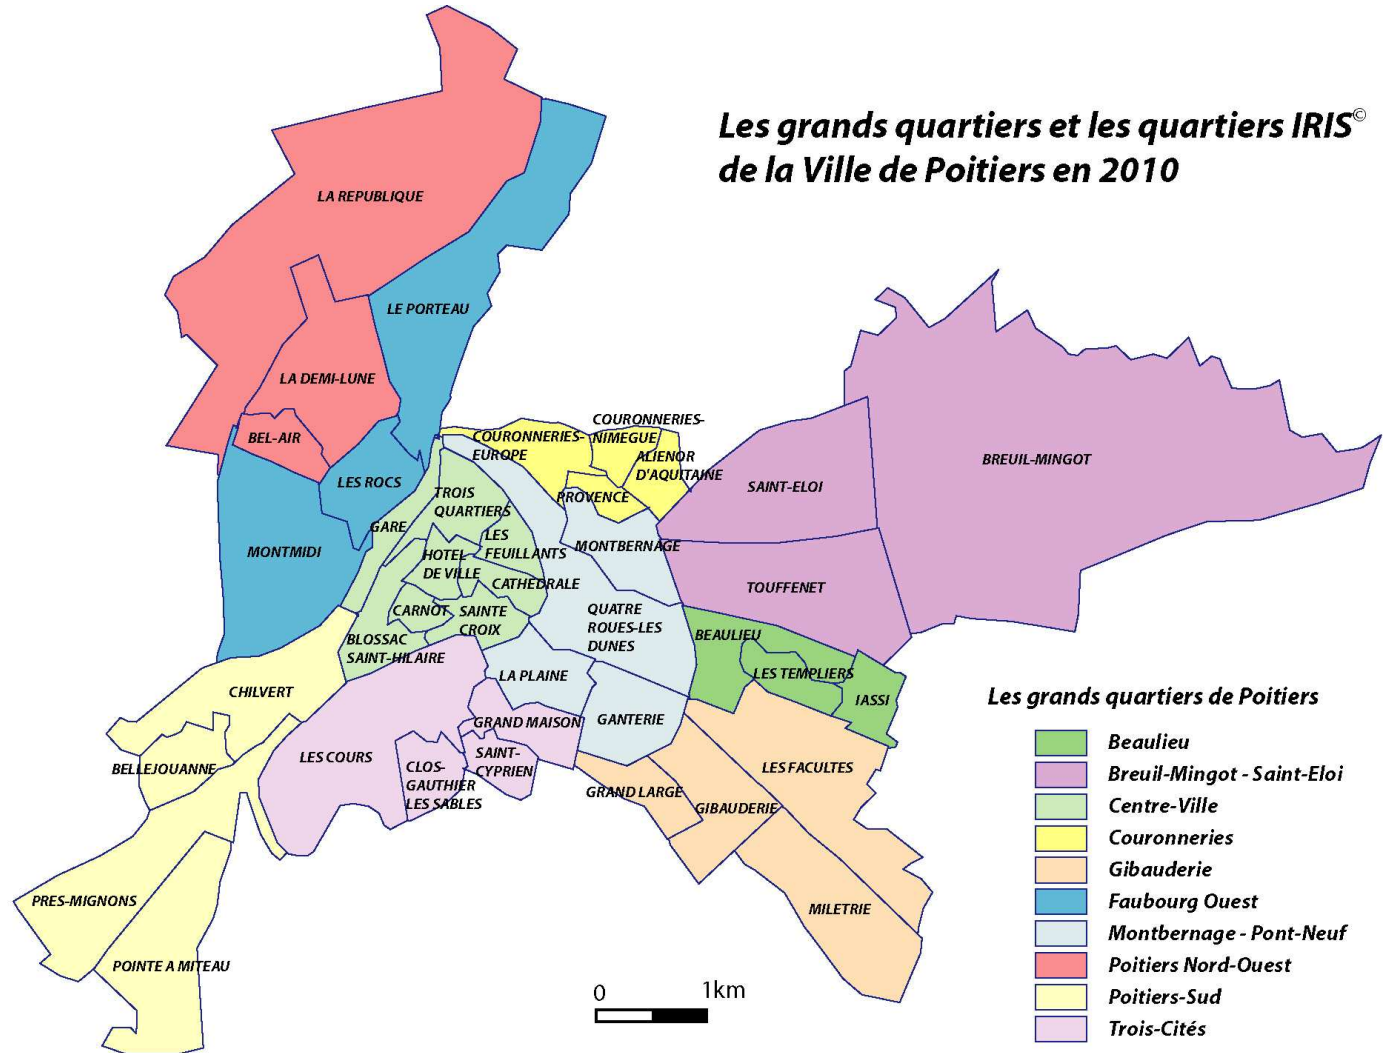 Les grands quartiers et les quartiers IRIS©
de la Ville de Poitiers en 2010
LA REPUBLIQUE
LE PORTEAU
LA DEMI-LUNE
BEL-AIR
LES ROCS
MONTMIDI
COURONNERIES-
EUROPE
COURONNERIES-
NIMEGUE
ALIENOR
D'AQUITAINE
PROVENCE
BREUIL-MINGOT
SAINT-ELOI
TOUFFENET
TROIS
QUARTIERS
GARE
LES
FEUILLANTS
HOTEL
DE VILLE
CATHEDRALE
CARNOT
SAINTE
CROIX
BLOSSAC
SAINT-HILAIRE
MONTBERNAGE
QUATRE
ROUES-LES
DUNES
LA PLAINE
GANTERIE
BEAULIEU
LES TEMPLIERS
IASSI
CHILVERT
BELLEJOUANNE
PRES-MIGNONS
POINTE A MITEAU
LES COURS
GRAND MAISON
CLOS-
GAUTHIER
LES SABLES
SAINT-
CYPRIEN
LES FACULTES
GRAND LARGE
GIBAUDERIE
MILETRIE
0 1km
Les grands quartiers de Poitiers
Beaulieu
Breuil-Mingot - Saint-Eloi
Centre-Ville
Couronneries
Gibauderie
Faubourg Ouest
Montbernage - Pont-Neuf
Poitiers Nord-Ouest
Poitiers-Sud
Trois-Cités